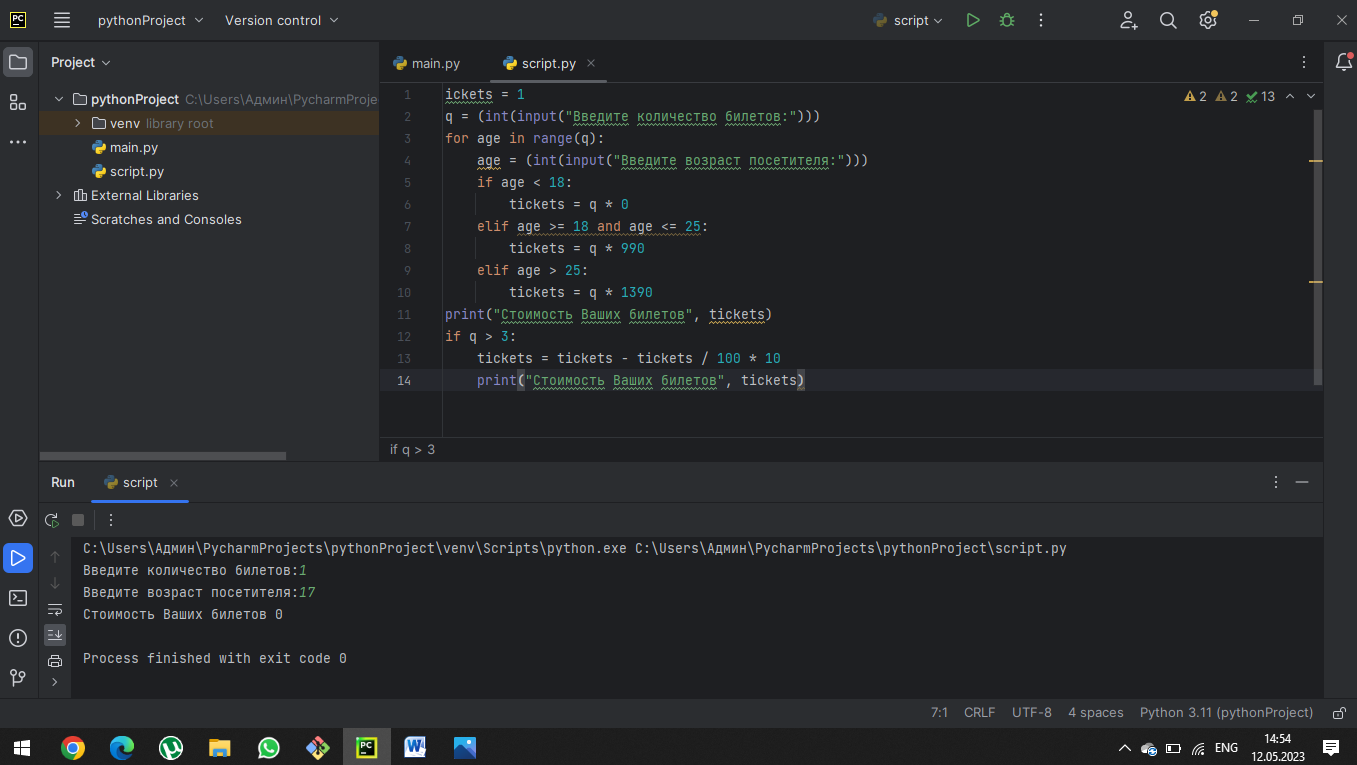 PC pythonProject Version control script
Project
main.py script.py
pythonProject C:\Users\Админ\PycharmProje
venv library root
main.py
script.py
External Libraries
Scratches and Consoles
2 2 13
1 ickets = 1
2 q = (int(input("Введите количество билетов:")))
3 for age in range(q):
4 age = (int(input("Введите возраст посетителя:")))
5 if age < 18:
6 tickets = q * 0
7 elif age >= 18 and age <= 25:
8 tickets = q * 990
9 elif age > 25:
10 tickets = q * 1390
11 print("Стоимость Ваших билетов", tickets)
12 if q > 3:
13 tickets = tickets - tickets / 100 * 10
14 print("Стоимость Ваших билетов", tickets)
if q > 3
Run script
C:\Users\Админ\PycharmProjects\pythonProject\venv\Scripts\python.exe C:\Users\Админ\PycharmProjects\pythonProject\script.py
Введите количество билетов:1
Введите возраст посетителя:17
Стоимость Ваших билетов 0
Process finished with exit code 0
7:1 CRLF UTF-8 4 spaces Python 3.11 (pythonProject)
PC W ENG 14:54
12.05.2023